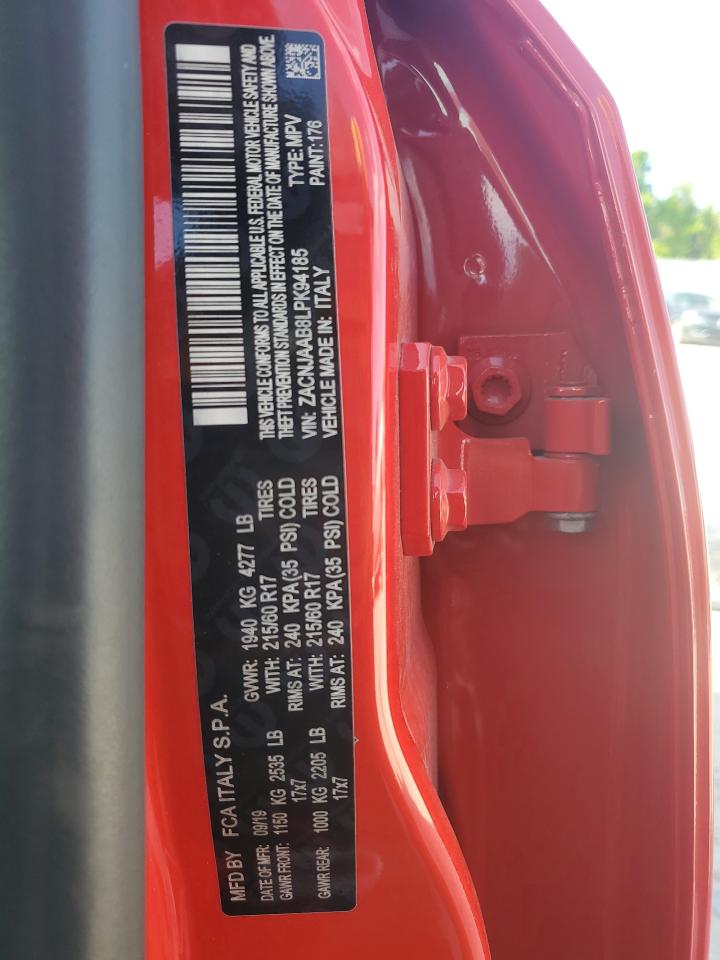 MFD BY FCA ITALY S.P.A.
DATE OF MFR: 09/19 GVWR: 1940 KG 4277 LB
GAWR FRONT: 1150 KG 2535 LB WITH: 215/60 R17 TIRES
17x7 RIMS AT: 240 KPA(35 PSI) COLD
GAWR REAR: 1000 KG 2205 LB WITH: 215/60 R17 TIRES
17x7 RIMS AT: 240 KPA(35 PSI) COLD
THIS VEHICLE CONFORMS TO ALL APPLICABLE U.S. FEDERAL MOTOR VEHICLE SAFETY AND
THEFT PREVENTION STANDARDS IN EFFECT ON THE DATE OF MANUFACTURE SHOWN ABOVE.
VIN: ZACNJAAB8LPK94185 TYPE: MPV
VEHICLE MADE IN: ITALY PAINT: 176